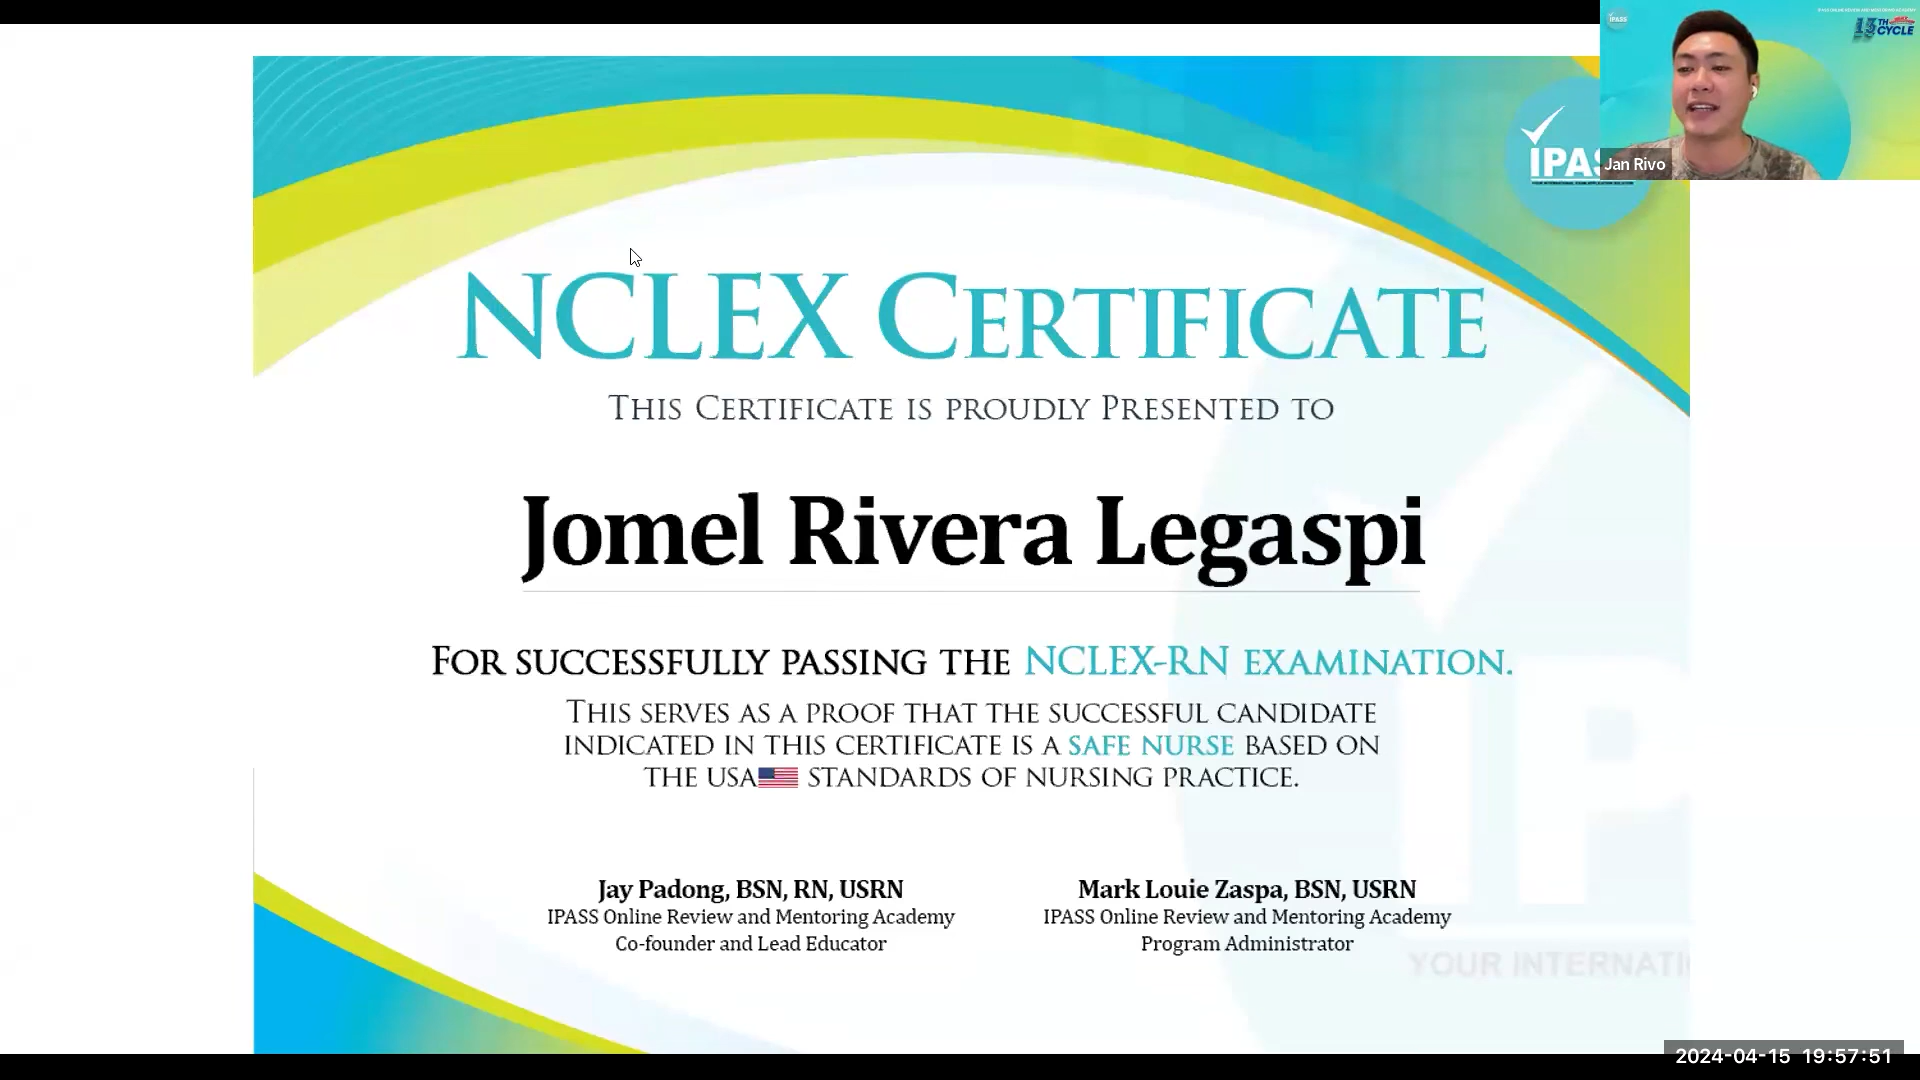 IPASS
13TH
CYCLE
Jan Rivo
IPAS
NCLEX CERTIFICATE
THIS CERTIFICATE IS PROUDLY PRESENTED TO
Jomel Rivera Legaspi
FOR SUCCESSFULLY PASSING THE NCLEX-RN EXAMINATION.
THIS SERVES AS A PROOF THAT THE SUCCESSFUL CANDIDATE
INDICATED IN THIS CERTIFICATE IS A SAFE NURSE BASED ON
THE USA STANDARDS OF NURSING PRACTICE.
Jay Padong, BSN, RN, USRN
IPASS Online Review and Mentoring Academy
Co-founder and Lead Educator
Mark Louie Zaspa, BSN, USRN
IPASS Online Review and Mentoring Academy
Program Administrator
IP
YOUR INTERNATI
2024-04-15 19:57:51